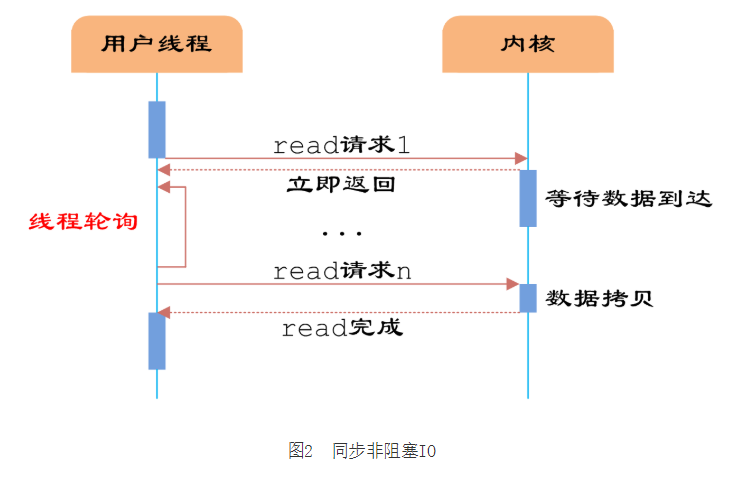 用户线程
内核
read请求1
立即返回
等待数据到达
线程轮询
...
read请求n
数据拷贝
read完成
图2 同步非阻塞IO